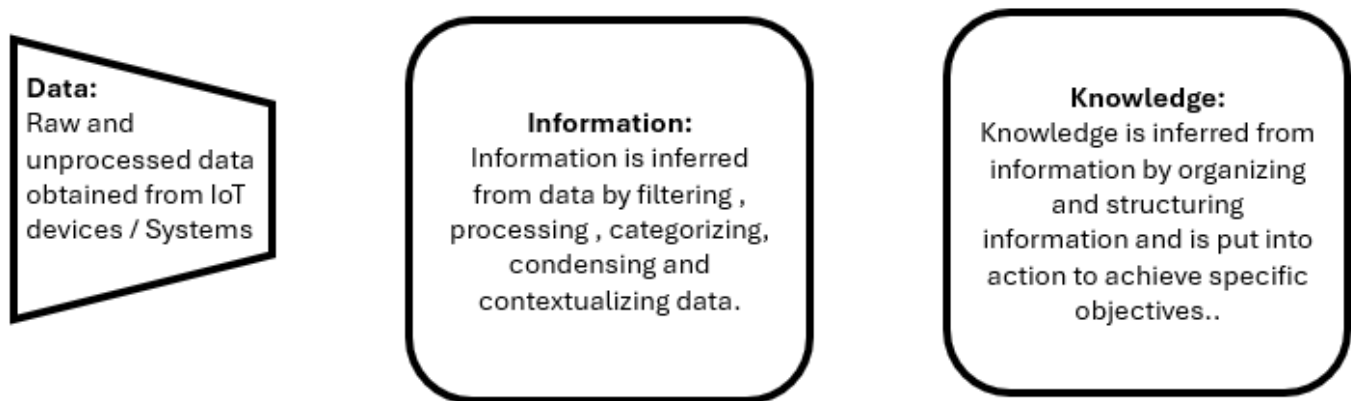 Data:
Raw and
unprocessed data
obtained from IoT
devices / Systems
Information:
Information is inferred
from data by filtering ,
processing , categorizing,
condensing and
contextualizing data.
Knowledge:
Knowledge is inferred from
information by organizing
and structuring
information and is put into
action to achieve specific
objectives..